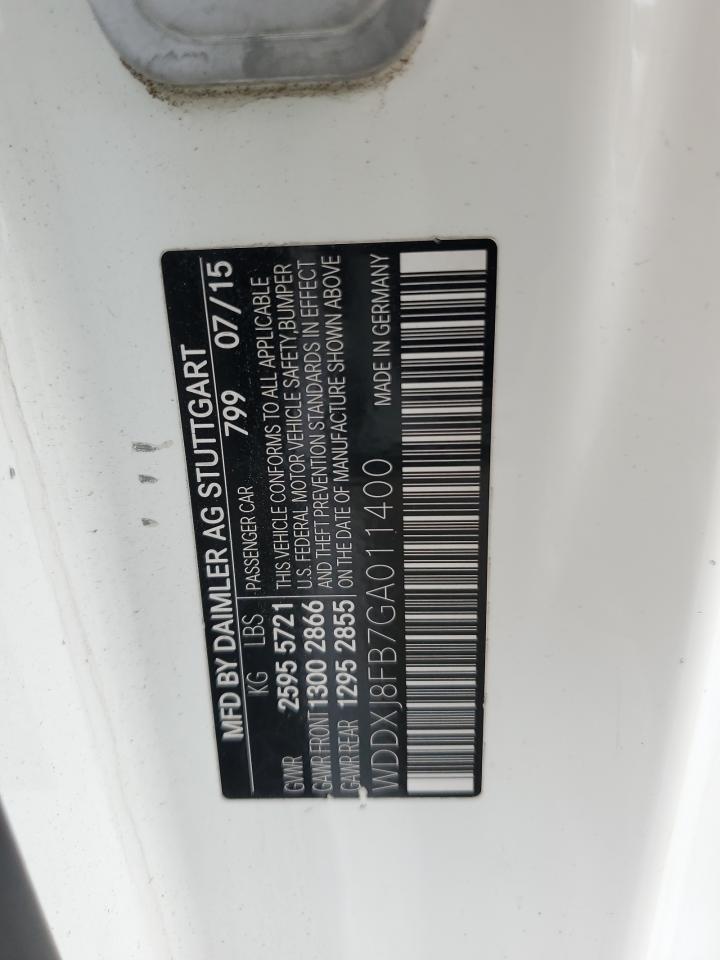 MFD BY DAIMLER AG STUTTGART
799 07/15
KG LBS PASSENGER CAR
GVWR 2595 5721 THIS VEHICLE CONFORMS TO ALL APPLICABLE
U.S. FEDERAL MOTOR VEHICLE SAFETY,BUMPER
GAWR FRONT 1300 2866 AND THEFT PREVENTION STANDARDS IN EFFECT
GAWR REAR 1295 2855 ON THE DATE OF MANUFACTURE SHOWN ABOVE
WDDXJ8FB7GA011400 MADE IN GERMANY